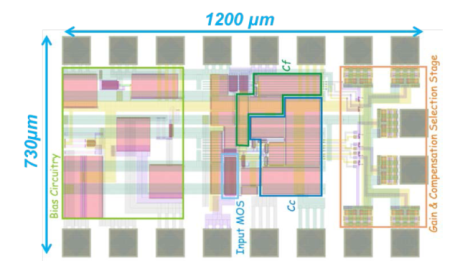 1200 µm
730µm
Bias Circuitry
Cf
Input MOS
Cc
Gain & Compensation Selection Stage